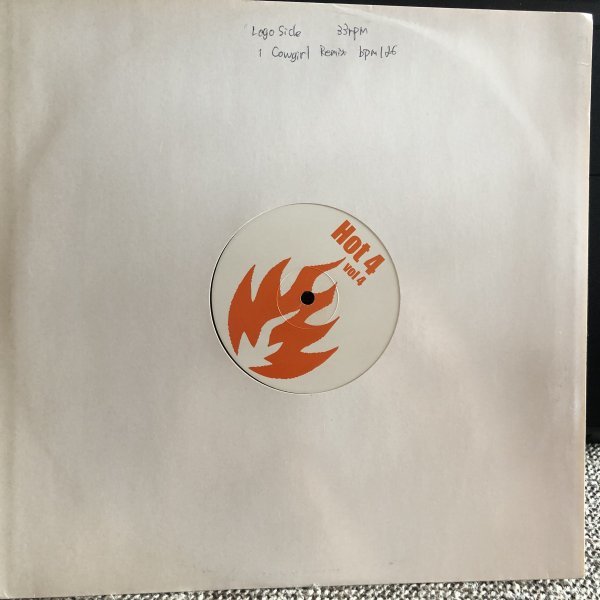 Logo Side 33rpm
1 Cowgirl Remix bpm126
Hot 4
vol 4